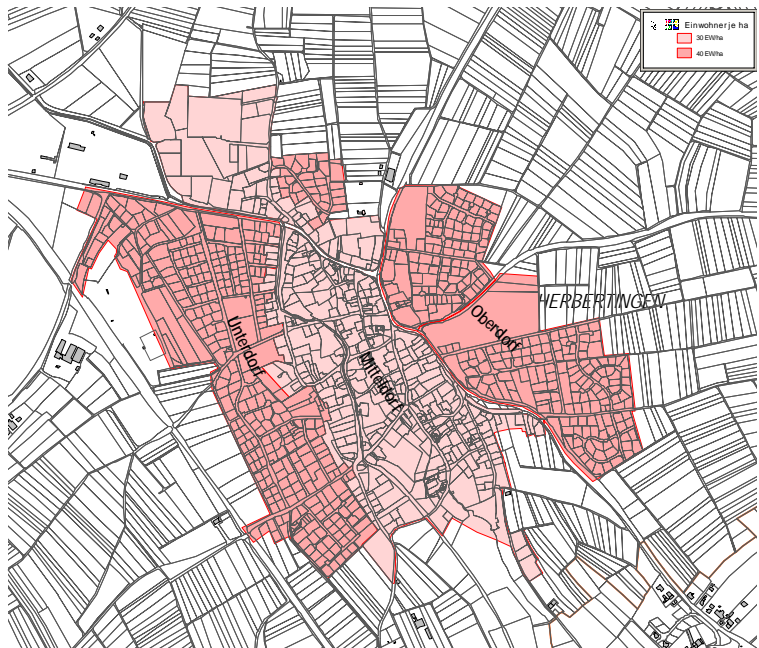 Einwohner je ha
30 EW/ha
40 EW/ha
HERBERTINGEN
Oberdorf
Unterdorf
Mitteldorf